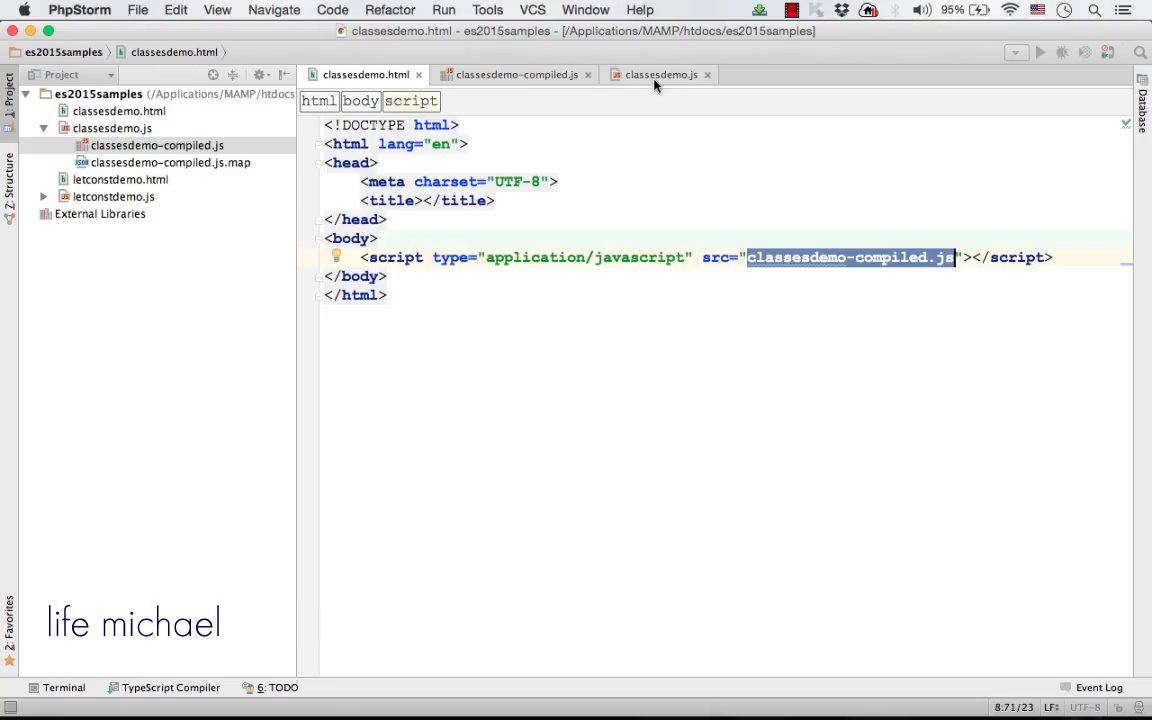 PhpStorm File Edit View Navigate Code Refactor Run Tools VCS Window Help 95%
classesdemo.html - es2015samples - [/Applications/MAMP/htdocs/es2015samples]
es2015samples classesdemo.html
Project classesdemo.html classesdemo-compiled.js classesdemo.js
html body script
es2015samples (/Applications/MAMP/htdocs
classesdemo.html
classesdemo.js
classesdemo-compiled.js
classesdemo-compiled.js.map
letconstdemo.html
letconstdemo.js
External Libraries
<!DOCTYPE html>
<html lang="en">
<head>
<meta charset="UTF-8">
<title></title>
</head>
<body>
<script type="application/javascript" src="classesdemo-compiled.js"></script>
</body>
</html>
1: Project
Z: Structure
2: Favorites
Database
life michael
Terminal TypeScript Compiler 6: TODO Event Log
8:71/23 LF÷ UTF-8